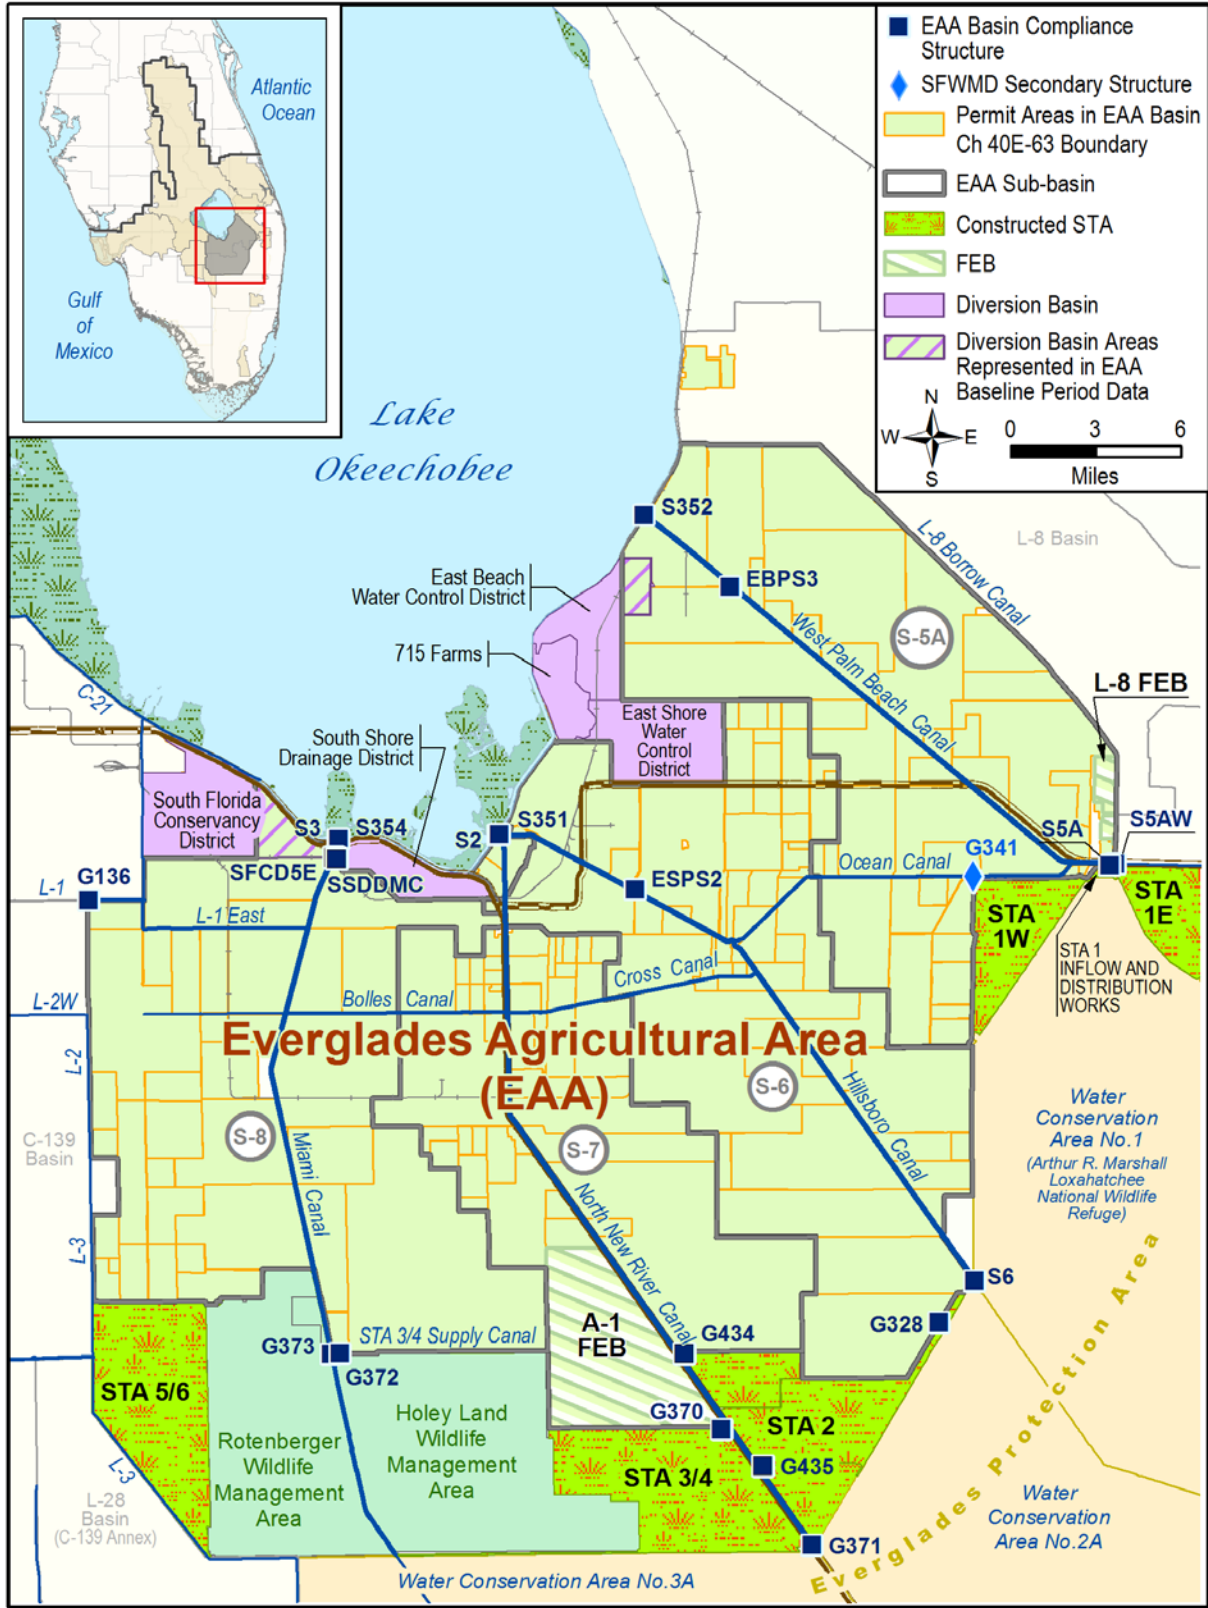 Atlantic
Ocean
Gulf
of
Mexico
EAA Basin Compliance
Structure
SFWMD Secondary Structure
Permit Areas in EAA Basin
Ch 40E-63 Boundary
EAA Sub-basin
Constructed STA
FEB
Diversion Basin
Diversion Basin Areas
Represented in EAA
Baseline Period Data
N
W E
S
0 3 6
Miles
Lake
Okeechobee
S352
L-8 Borrow Canal
L-8 Basin
East Beach
Water Control District
EBPS3
West Palm Beach Canal
S-5A
715 Farms
L-8 FEB
C-21
East Shore
Water
Control
District
South Shore
Drainage District
South Florida
Conservancy
District
S3
S354
S2
S351
S5A
S5AW
Ocean Canal
G341
SFCD5E
SSDDMC
ESPS2
L-1
G136
L-1 East
STA
1W
STA
1E
STA 1
INFLOW AND
DISTRIBUTION
WORKS
Cross Canal
L-2W
Bolles Canal
Everglades Agricultural Area
(EAA)
L-2
S-6
Hillsboro Canal
Water
Conservation
Area No.1
(Arthur R. Marshall
Loxahatchee
National Wildlife
Refuge)
C-139
Basin
S-8
Miami Canal
S-7
North New River Canal
L-3
S6
G328
A-1
FEB
G434
STA 3/4 Supply Canal
G373
G372
STA 5/6
G370
STA 2
Holey Land
Wildlife
Management
Area
Rotenberger
Wildlife
Management
Area
STA 3/4
G435
L-3
L-28
Basin
(C-139 Annex)
G371
Everglades Protection Area
Water
Conservation
Area No.2A
Water Conservation Area No.3A